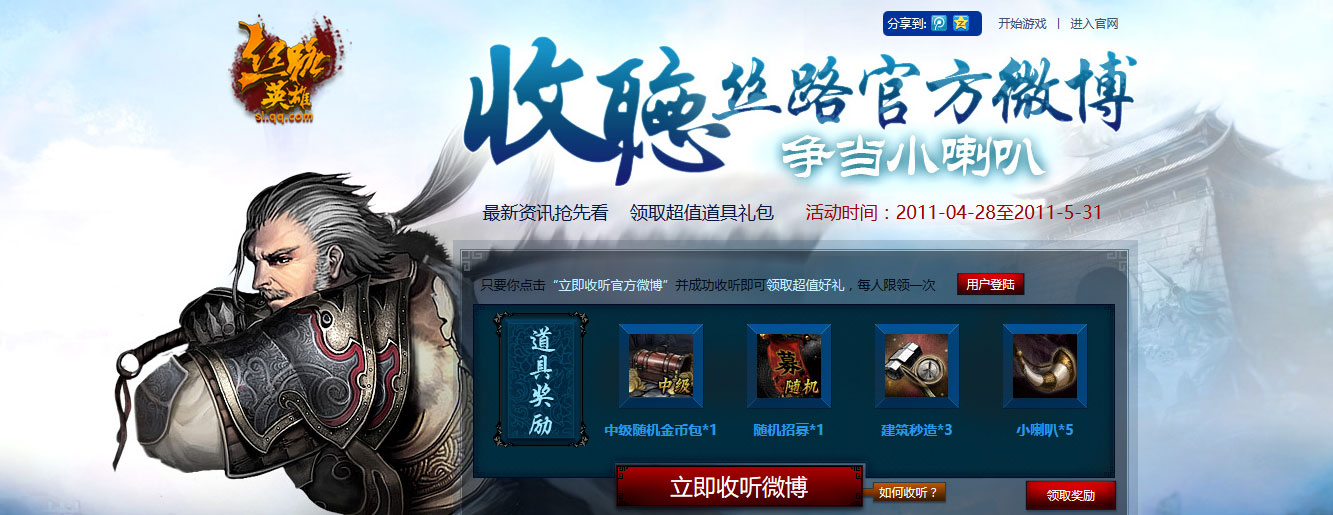 分享到: 开始游戏 | 进入官网
丝路
英雄
sl.qq.com
收聽丝路官方微博
争当小喇叭
最新资讯抢先看 领取超值道具礼包 活动时间：2011-04-28至2011-5-31
只要你点击“立即收听官方微博”并成功收听即可领取超值好礼，每人限领一次 用户登陆
道具奖励
中级
募
随机
中级随机金币包*1 随机招募*1 建筑秒造*3 小喇叭*5
立即收听微博 如何收听？ 领取奖励